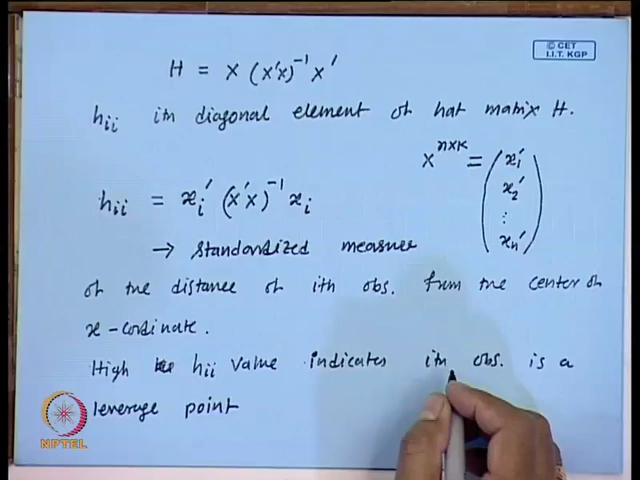 © CET
I.I.T. KGP
H = X (X'X)⁻¹ X'
hᵢᵢ ith diagonal element of hat matrix H.
X ⁿˣᴷ = ( x₁' x₂' ⋮ xₙ' )
hᵢᵢ = xᵢ' (X'X)⁻¹ xᵢ
→ Standardized measure
of the distance of ith obs. from the center of
x-cordinate.
High hᵢᵢ value indicates ith obs. is a
leverage point
NPTEL